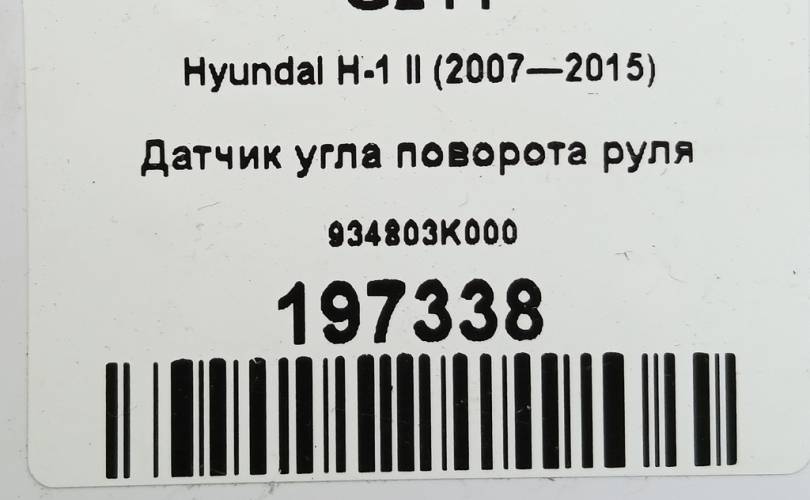 Hyundai H-1 II (2007—2015)
Датчик угла поворота руля
934803K000
197338